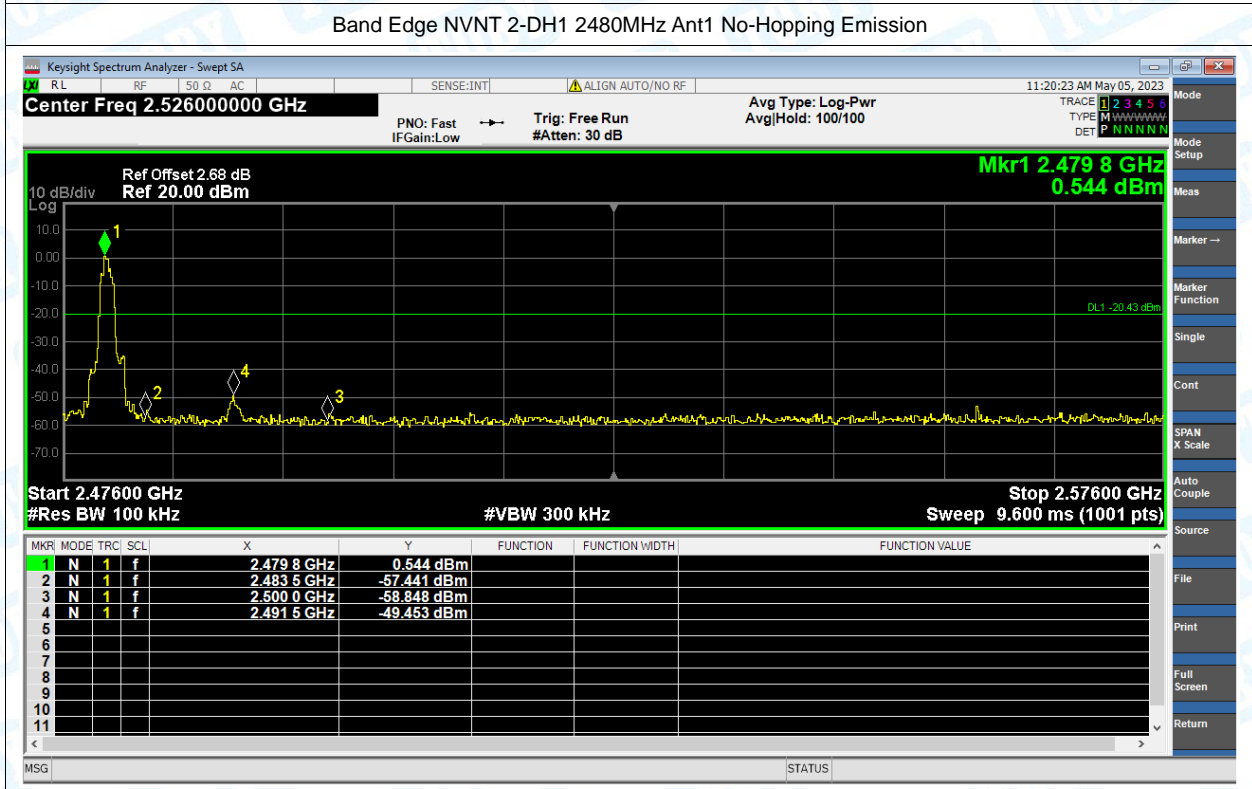 Band Edge NVNT 2-DH1 2480MHz Ant1 No-Hopping Emission
Keysight Spectrum Analyzer - Swept SA
LXI RL RF 50 Ω AC SENSE:INT ALIGN AUTO/NO RF 11:20:23 AM May 05, 2023
Center Freq 2.526000000 GHz
PNO: Fast
IFGain:Low
Trig: Free Run
#Atten: 30 dB
Avg Type: Log-Pwr
Avg|Hold: 100/100
TRACE 1 2 3 4 5 6
TYPE M WWWWW
DET P N N N N N
Mkr1 2.479 8 GHz
0.544 dBm
Ref Offset 2.68 dB
10 dB/div Ref 20.00 dBm
Log
10.0
0.00
-10.0
-20.0
-30.0
-40.0
-50.0
-60.0
-70.0
1
2
4
3
DL1 -20.43 dBm
Start 2.47600 GHz Stop 2.57600 GHz
#Res BW 100 kHz #VBW 300 kHz Sweep 9.600 ms (1001 pts)
MKR MODE TRC SCL X Y FUNCTION FUNCTION WIDTH FUNCTION VALUE
1 N 1 f 2.479 8 GHz 0.544 dBm
2 N 1 f 2.483 5 GHz -57.441 dBm
3 N 1 f 2.500 0 GHz -58.848 dBm
4 N 1 f 2.491 5 GHz -49.453 dBm
5
6
7
8
9
10
11
MSG STATUS
Mode
Mode Setup
Meas
Marker →
Marker Function
Single
Cont
SPAN X Scale
Auto Couple
Source
File
Print
Full Screen
Return